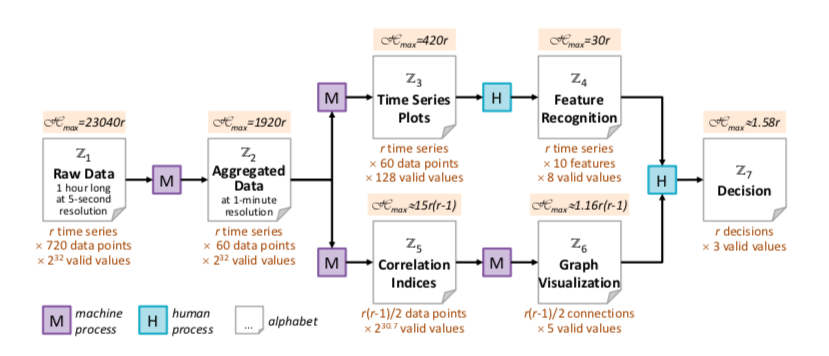 ℋmax=420r
ℋmax=30r
ℤ3
Time Series
Plots
ℤ4
Feature
Recognition
M
H
r time series
× 60 data points
× 128 valid values
r time series
× 10 features
× 8 valid values
ℋmax=23040r
ℋmax=1920r
ℋmax≈1.58r
ℤ1
Raw Data
1 hour long
at 5-second
resolution
M
ℤ2
Aggregated
Data
at 1-minute
resolution
H
ℤ7
Decision
r time series
× 720 data points
× 2³² valid values
r time series
× 60 data points
× 2³² valid values
r decisions
× 3 valid values
ℋmax≈15r(r-1)
ℋmax≈1.16r(r-1)
M
ℤ5
Correlation
Indices
M
ℤ6
Graph
Visualization
r(r-1)/2 data points
× 2³⁰·⁷ valid values
r(r-1)/2 connections
× 5 valid values
M
machine
process
H
human
process
...
alphabet